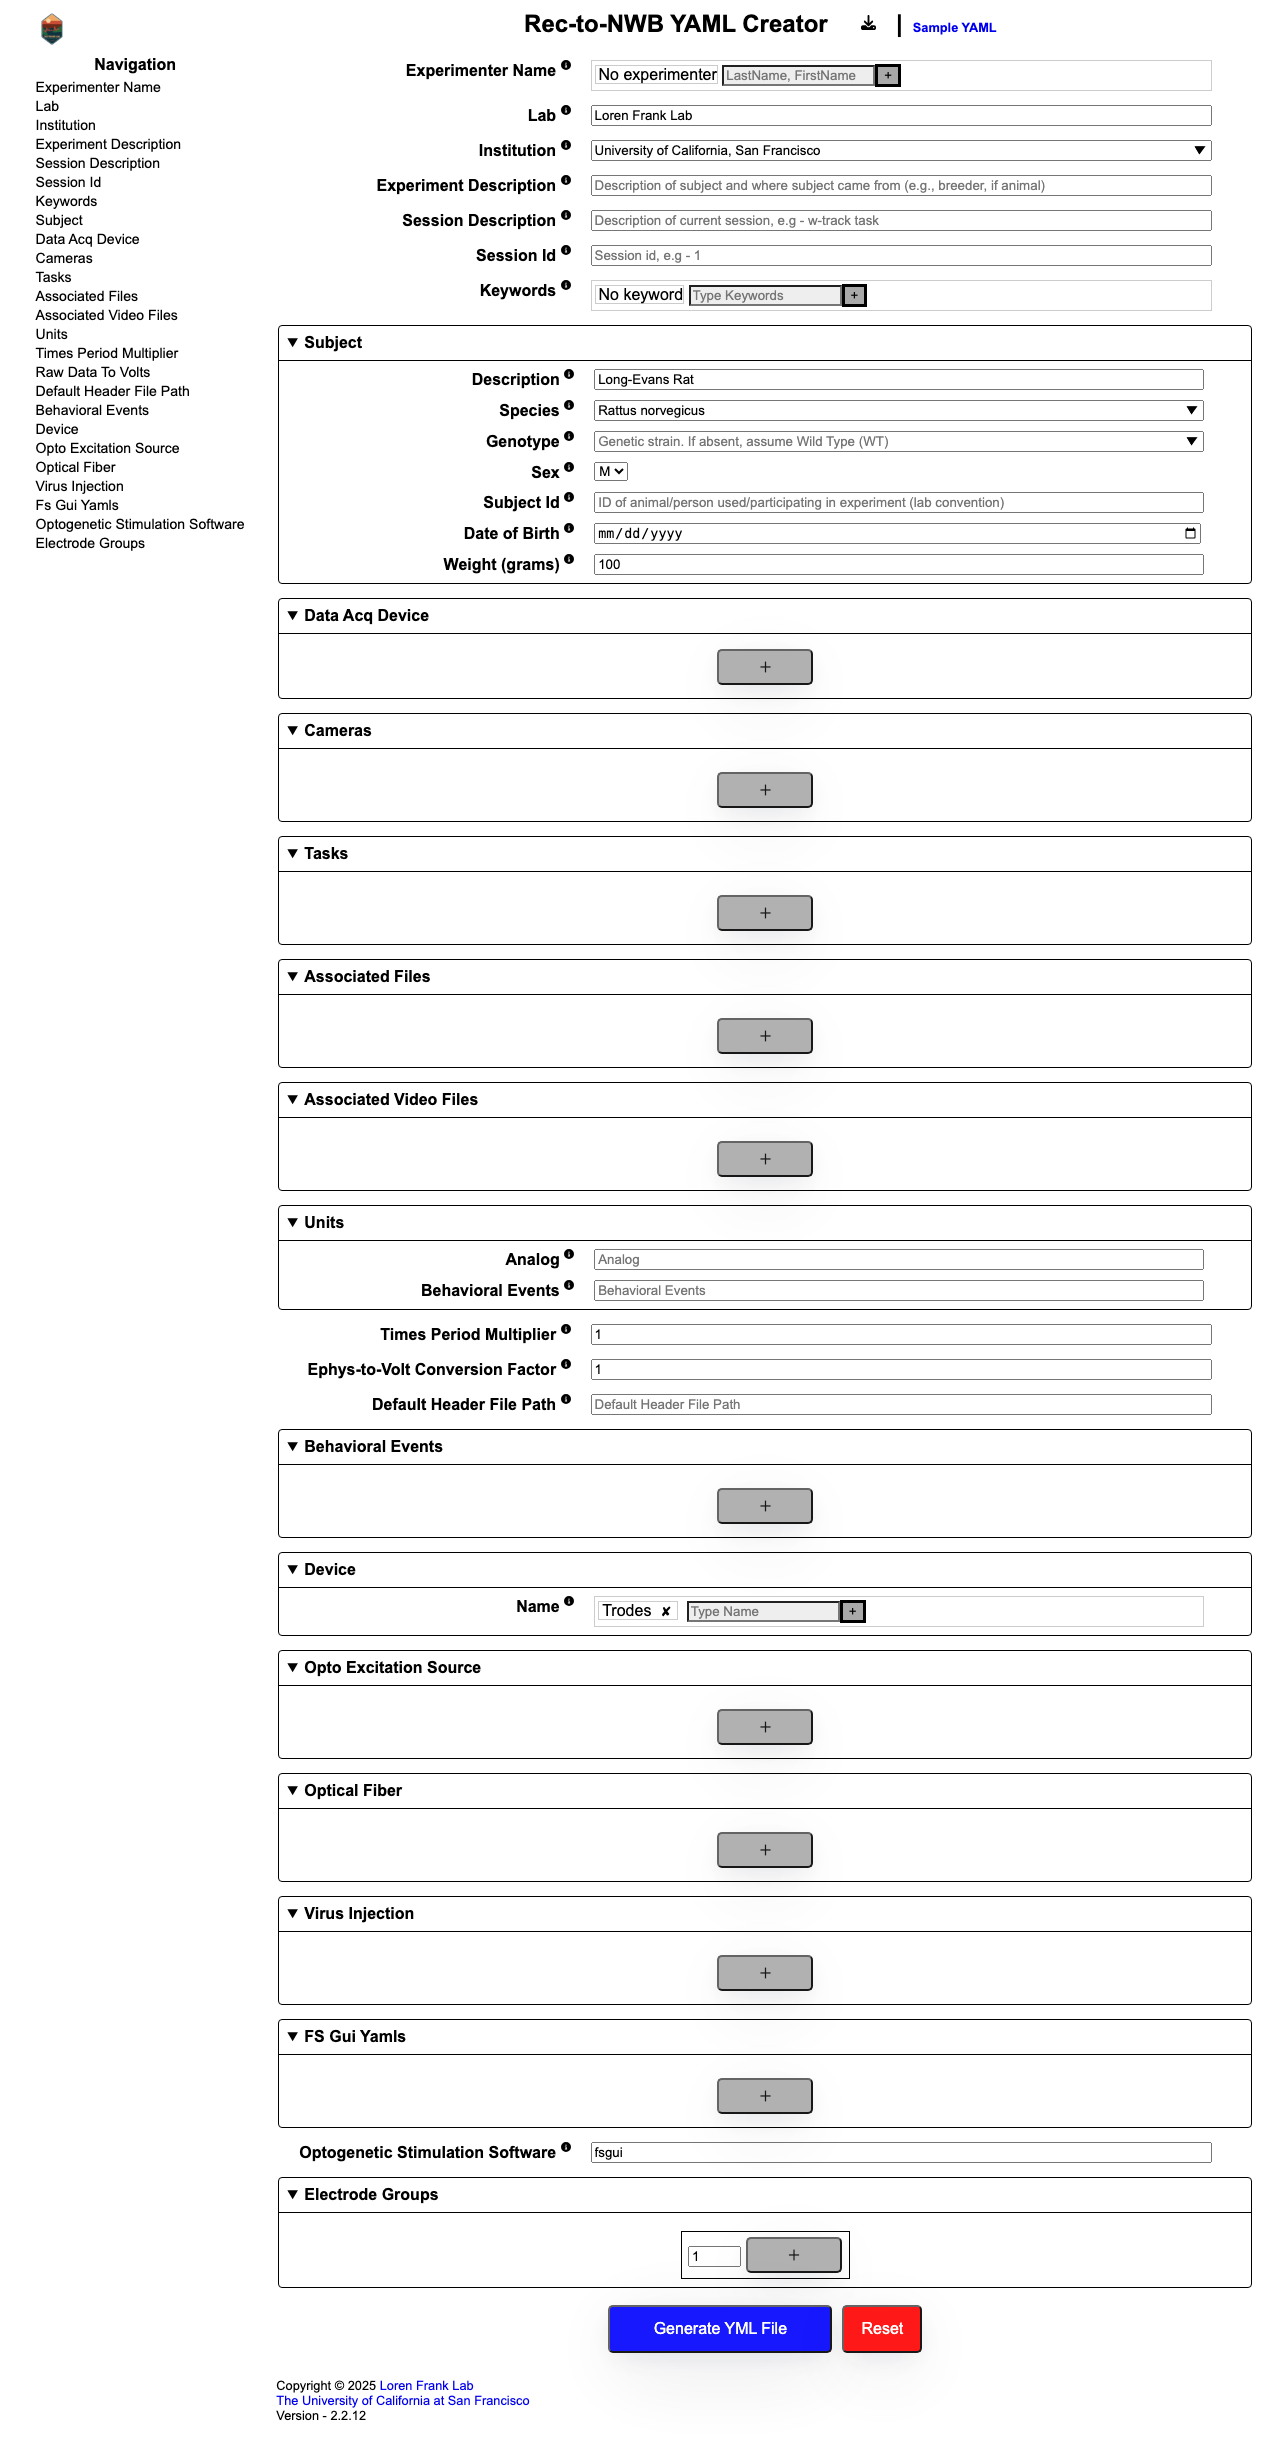 Rec-to-NWB YAML Creator | Sample YAML
Navigation
Experimenter Name
Lab
Institution
Experiment Description
Session Description
Session Id
Keywords
Subject
Data Acq Device
Cameras
Tasks
Associated Files
Associated Video Files
Units
Times Period Multiplier
Raw Data To Volts
Default Header File Path
Behavioral Events
Device
Opto Excitation Source
Optical Fiber
Virus Injection
Fs Gui Yamls
Optogenetic Stimulation Software
Electrode Groups
Experimenter Name No experimenter LastName, FirstName +
Lab Loren Frank Lab
Institution University of California, San Francisco
Experiment Description Description of subject and where subject came from (e.g., breeder, if animal)
Session Description Description of current session, e.g - w-track task
Session Id Session id, e.g - 1
Keywords No keyword Type Keywords +
Subject
Description Long-Evans Rat
Species Rattus norvegicus
Genotype Genetic strain. If absent, assume Wild Type (WT)
Sex M
Subject Id ID of animal/person used/participating in experiment (lab convention)
Date of Birth mm/dd/yyyy
Weight (grams) 100
Data Acq Device
+
Cameras
+
Tasks
+
Associated Files
+
Associated Video Files
+
Units
Analog Analog
Behavioral Events Behavioral Events
Times Period Multiplier 1
Ephys-to-Volt Conversion Factor 1
Default Header File Path Default Header File Path
Behavioral Events
+
Device
Name Trodes ✘ Type Name +
Opto Excitation Source
+
Optical Fiber
+
Virus Injection
+
FS Gui Yamls
+
Optogenetic Stimulation Software fsgui
Electrode Groups
1 +
Generate YML File Reset
Copyright © 2025 Loren Frank Lab
The University of California at San Francisco
Version - 2.2.12